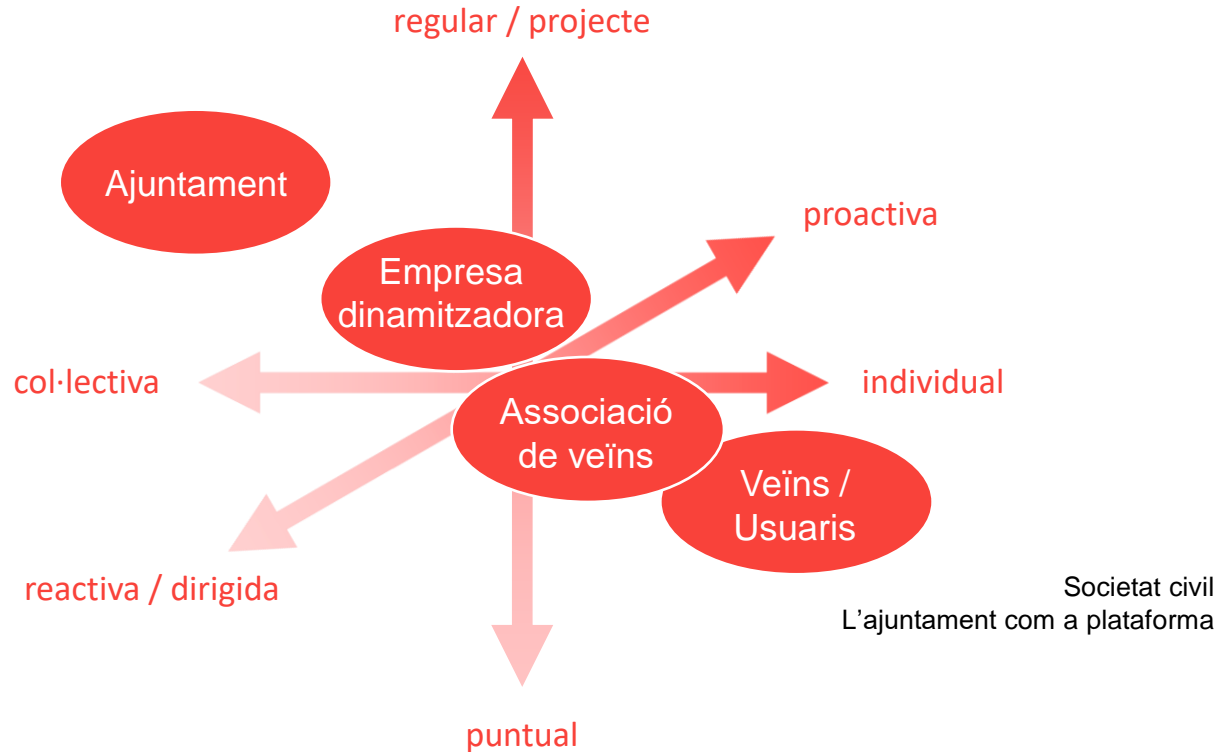 regular / projecte
Ajuntament
proactiva
Empresa
dinamitzadora
col·lectiva
individual
Associació
de veïns
Veïns /
Usuaris
reactiva / dirigida
Societat civil
L’ajuntament com a plataforma
puntual